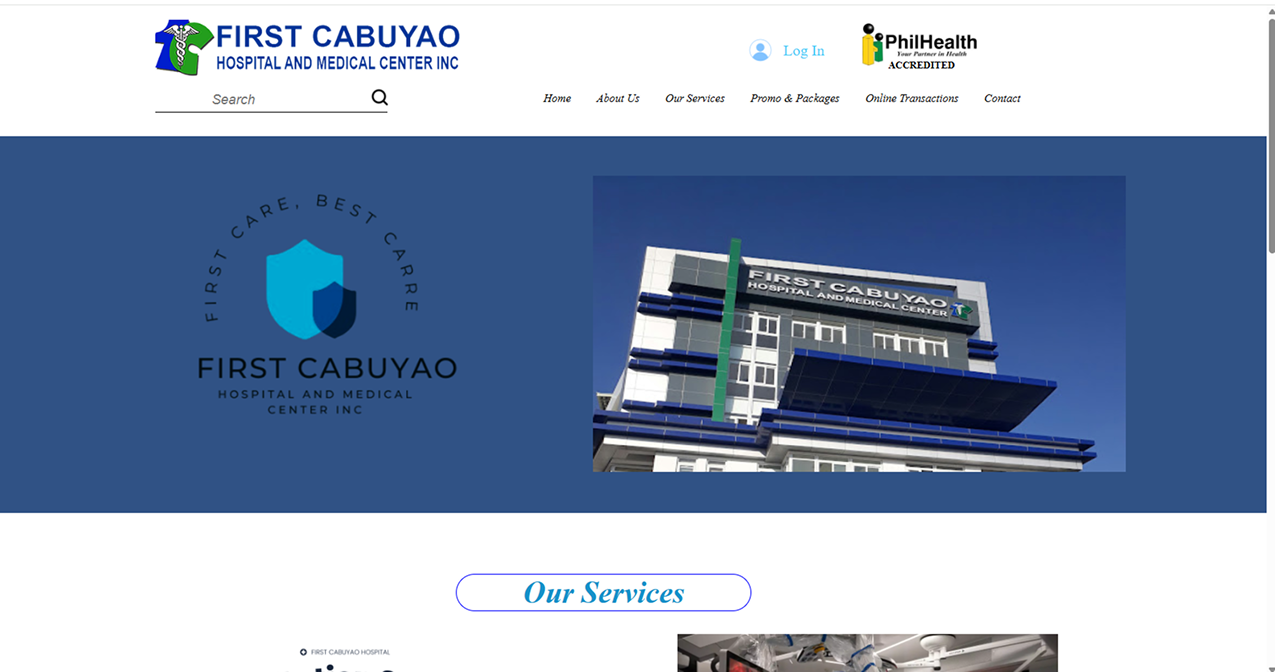 FIRST CABUYAO
HOSPITAL AND MEDICAL CENTER INC
Log In
PhilHealth
Your Partner in Health
ACCREDITED
Search
Home
About Us
Our Services
Promo & Packages
Online Transactions
Contact
FIRST CARE, BEST CARRE
FIRST CABUYAO
HOSPITAL AND MEDICAL
CENTER INC
FIRST CABUYAO
HOSPITAL AND MEDICAL CENTER
Our Services
FIRST CABUYAO HOSPITAL